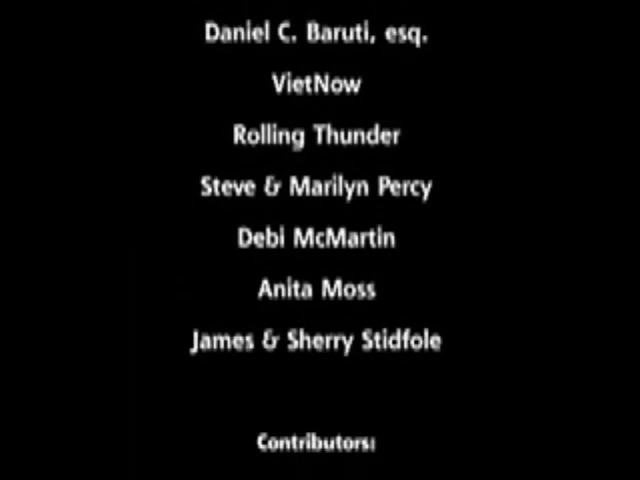 Daniel C. Baruti, esq.
VietNow
Rolling Thunder
Steve & Marilyn Percy
Debi McMartin
Anita Moss
James & Sherry Stidfole
Contributors: